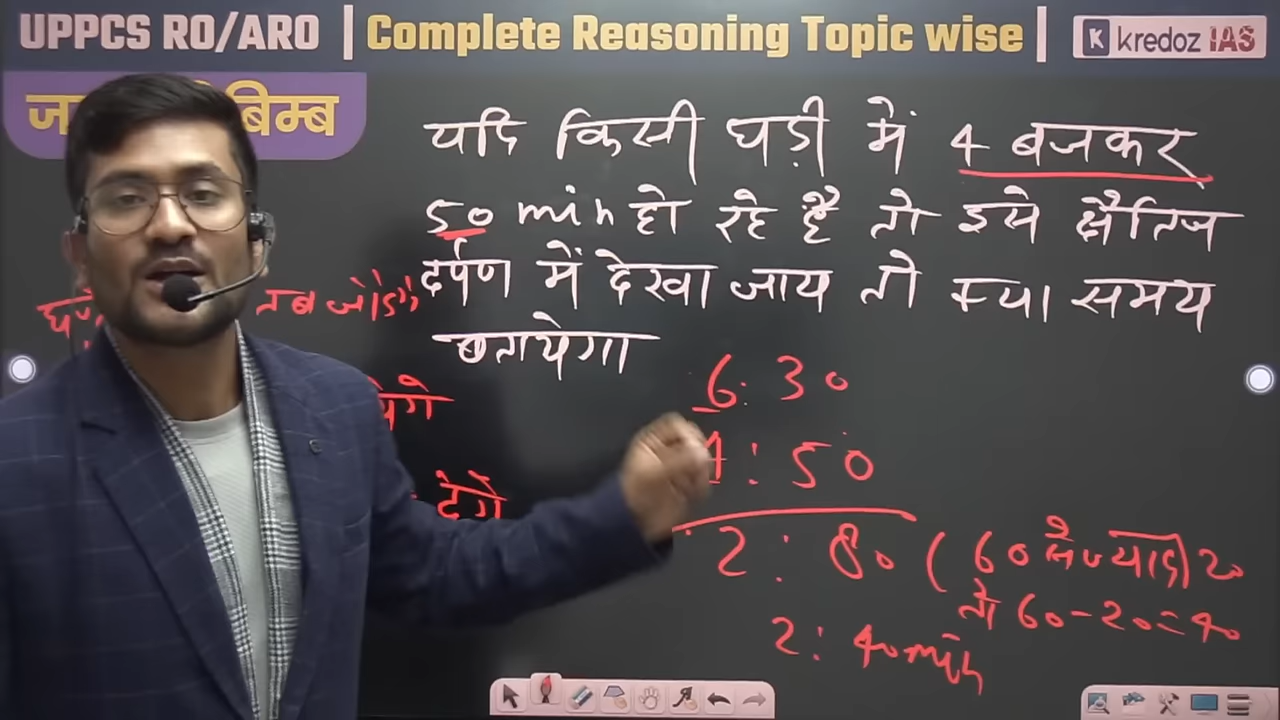 UPPCS RO/ARO | Complete Reasoning Topic wise | K kredoz IAS
यदि किसी घड़ी में 4 बजकर
50 min हो रहे है तो इसे क्षैतिज
दर्पण में देखा जाय तो क्या समय
बतायेगा
तब जोड़ेगे
6:30
4:50
2:80 (60 से ज्यादा) 20
तो 60-20=40
2:40 min
येगे
देगे